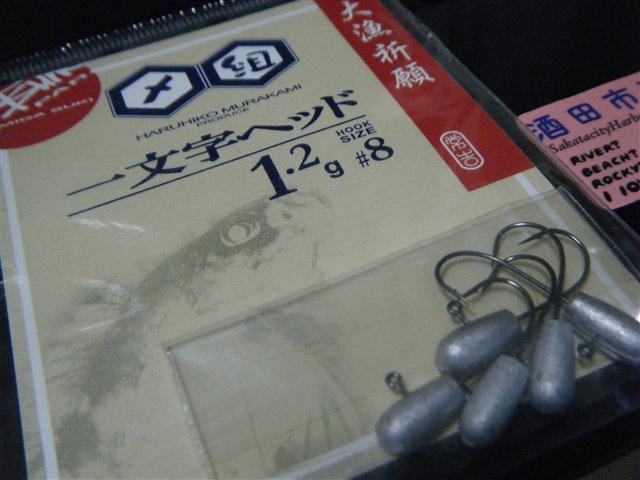 メ組
HARUHIKO MURAKAMI
PRODUCE
一文字ヘッド
1.2g
HOOK
SIZE
#8
大漁祈願
酒田市
SakatacityHarbo
RIVER?
BEACH?
ROCKY